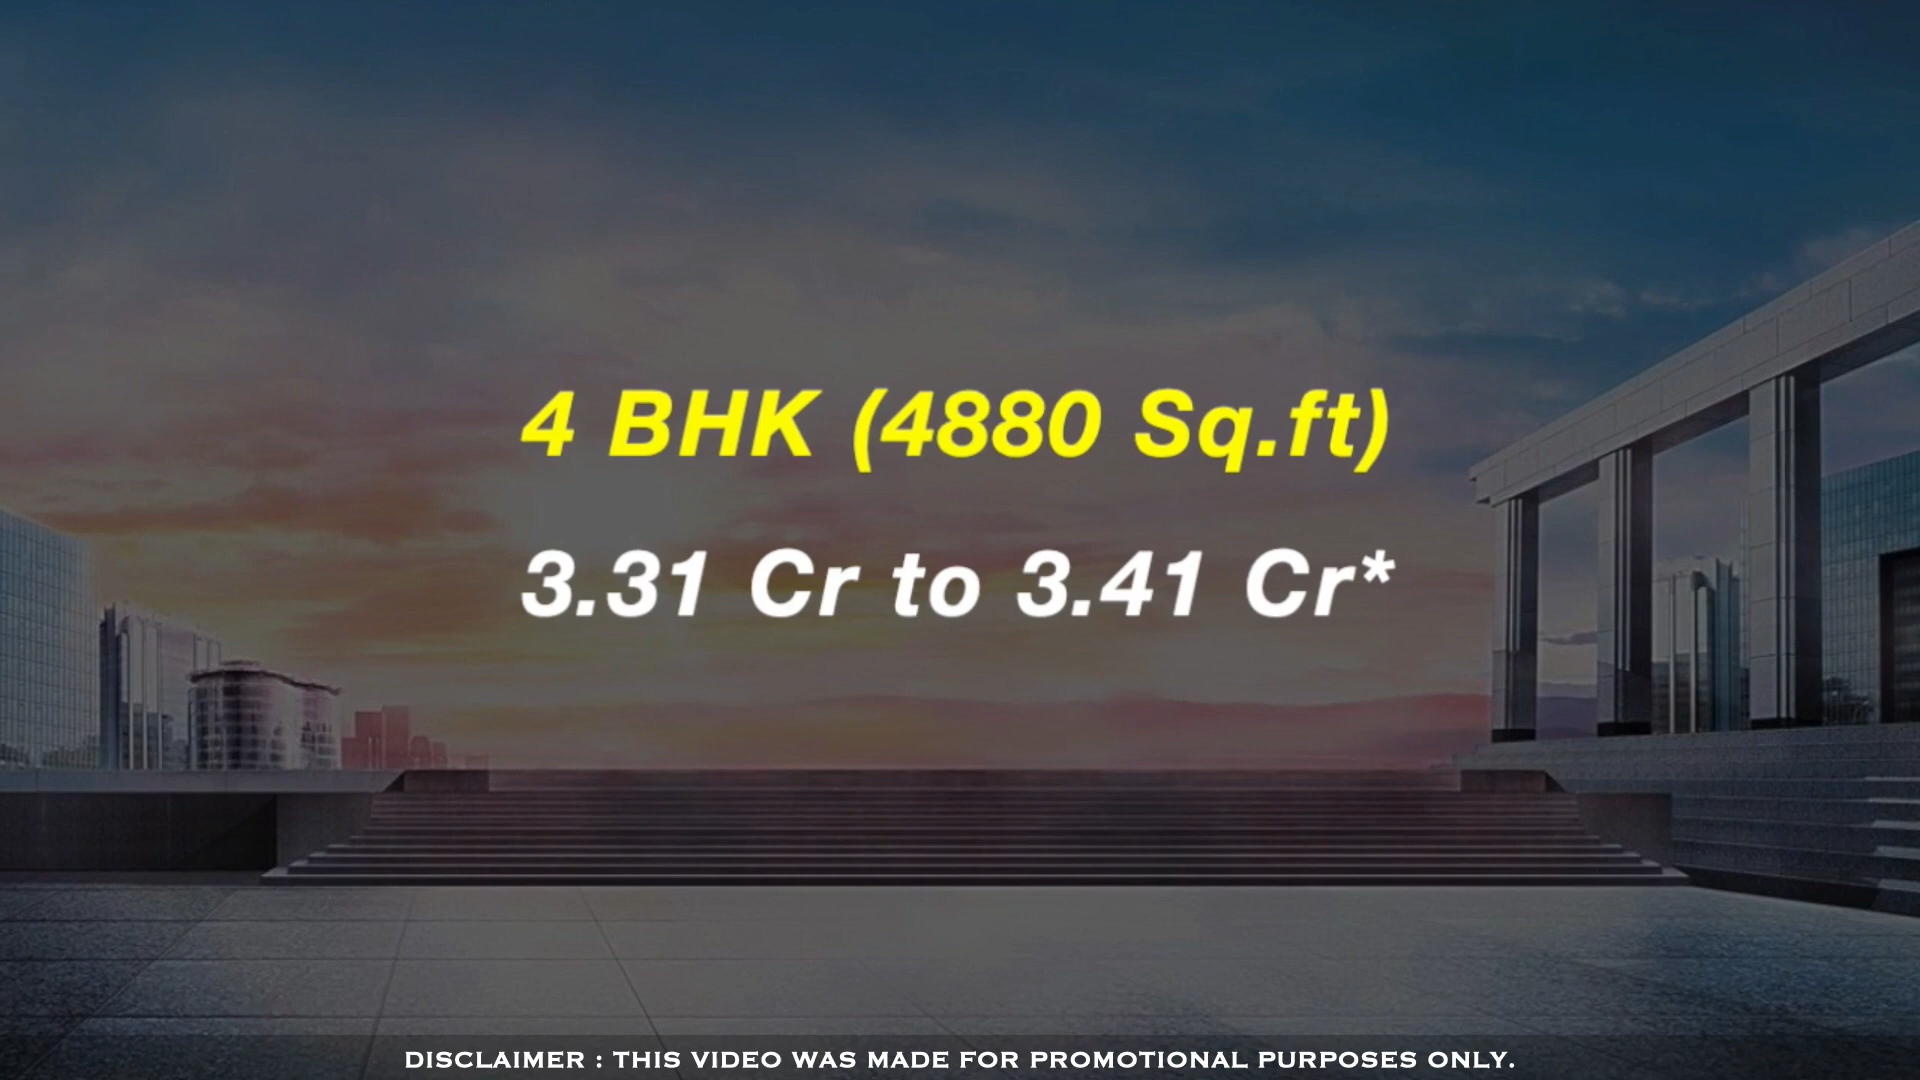 4 BHK (4880 Sq.ft)
3.31 Cr to 3.41 Cr*
DISCLAIMER : THIS VIDEO WAS MADE FOR PROMOTIONAL PURPOSES ONLY.